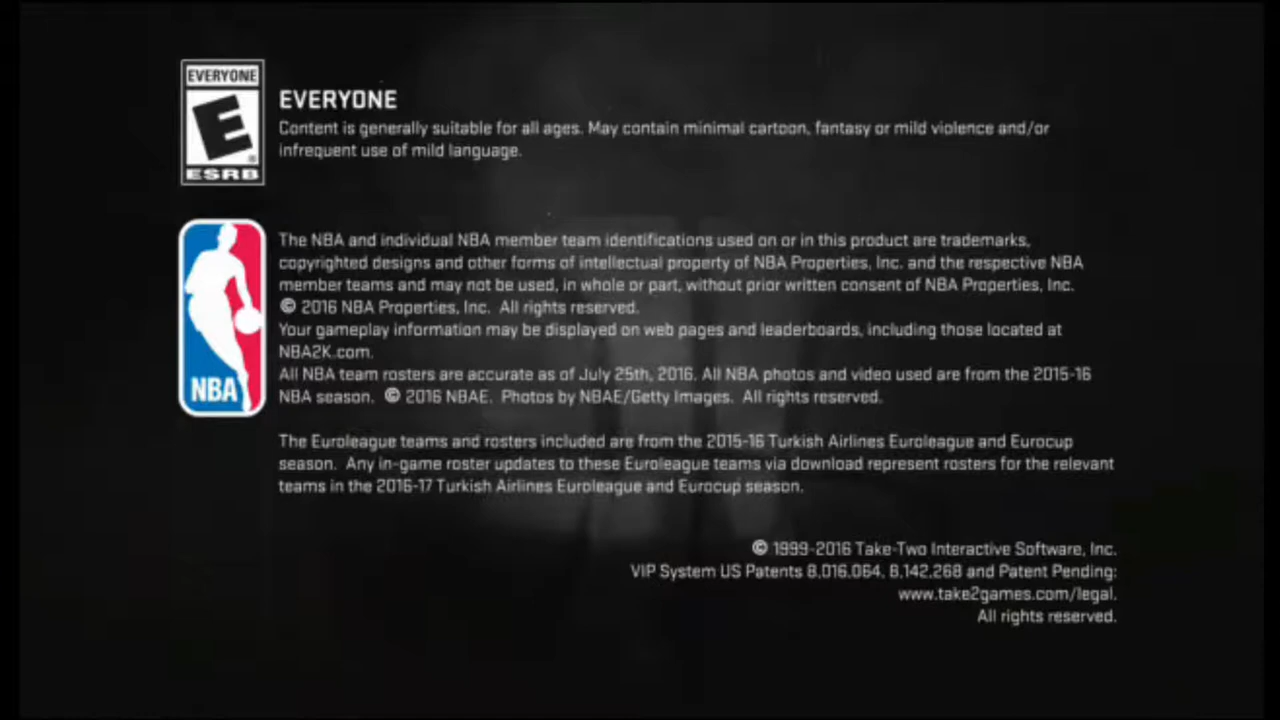 EVERYONE
E
ESRB
EVERYONE
Content is generally suitable for all ages. May contain minimal cartoon, fantasy or mild violence and/or
infrequent use of mild language.
The NBA and individual NBA member team identifications used on or in this product are trademarks,
copyrighted designs and other forms of intellectual property of NBA Properties, Inc. and the respective NBA
member teams and may not be used, in whole or part, without prior written consent of NBA Properties, Inc.
© 2016 NBA Properties, Inc. All rights reserved.
Your gameplay information may be displayed on web pages and leaderboards, including those located at
NBA2K.com.
All NBA team rosters are accurate as of July 25th, 2016. All NBA photos and video used are from the 2015-16
NBA season. © 2016 NBAE. Photos by NBAE/Getty Images. All rights reserved.
NBA
The Euroleague teams and rosters included are from the 2015-16 Turkish Airlines Euroleague and Eurocup
season. Any in-game roster updates to these Euroleague teams via download represent rosters for the relevant
teams in the 2016-17 Turkish Airlines Euroleague and Eurocup season.
© 1999-2016 Take-Two Interactive Software, Inc.
VIP System US Patents 8,016,064, 8,142,268 and Patent Pending:
www.take2games.com/legal.
All rights reserved.